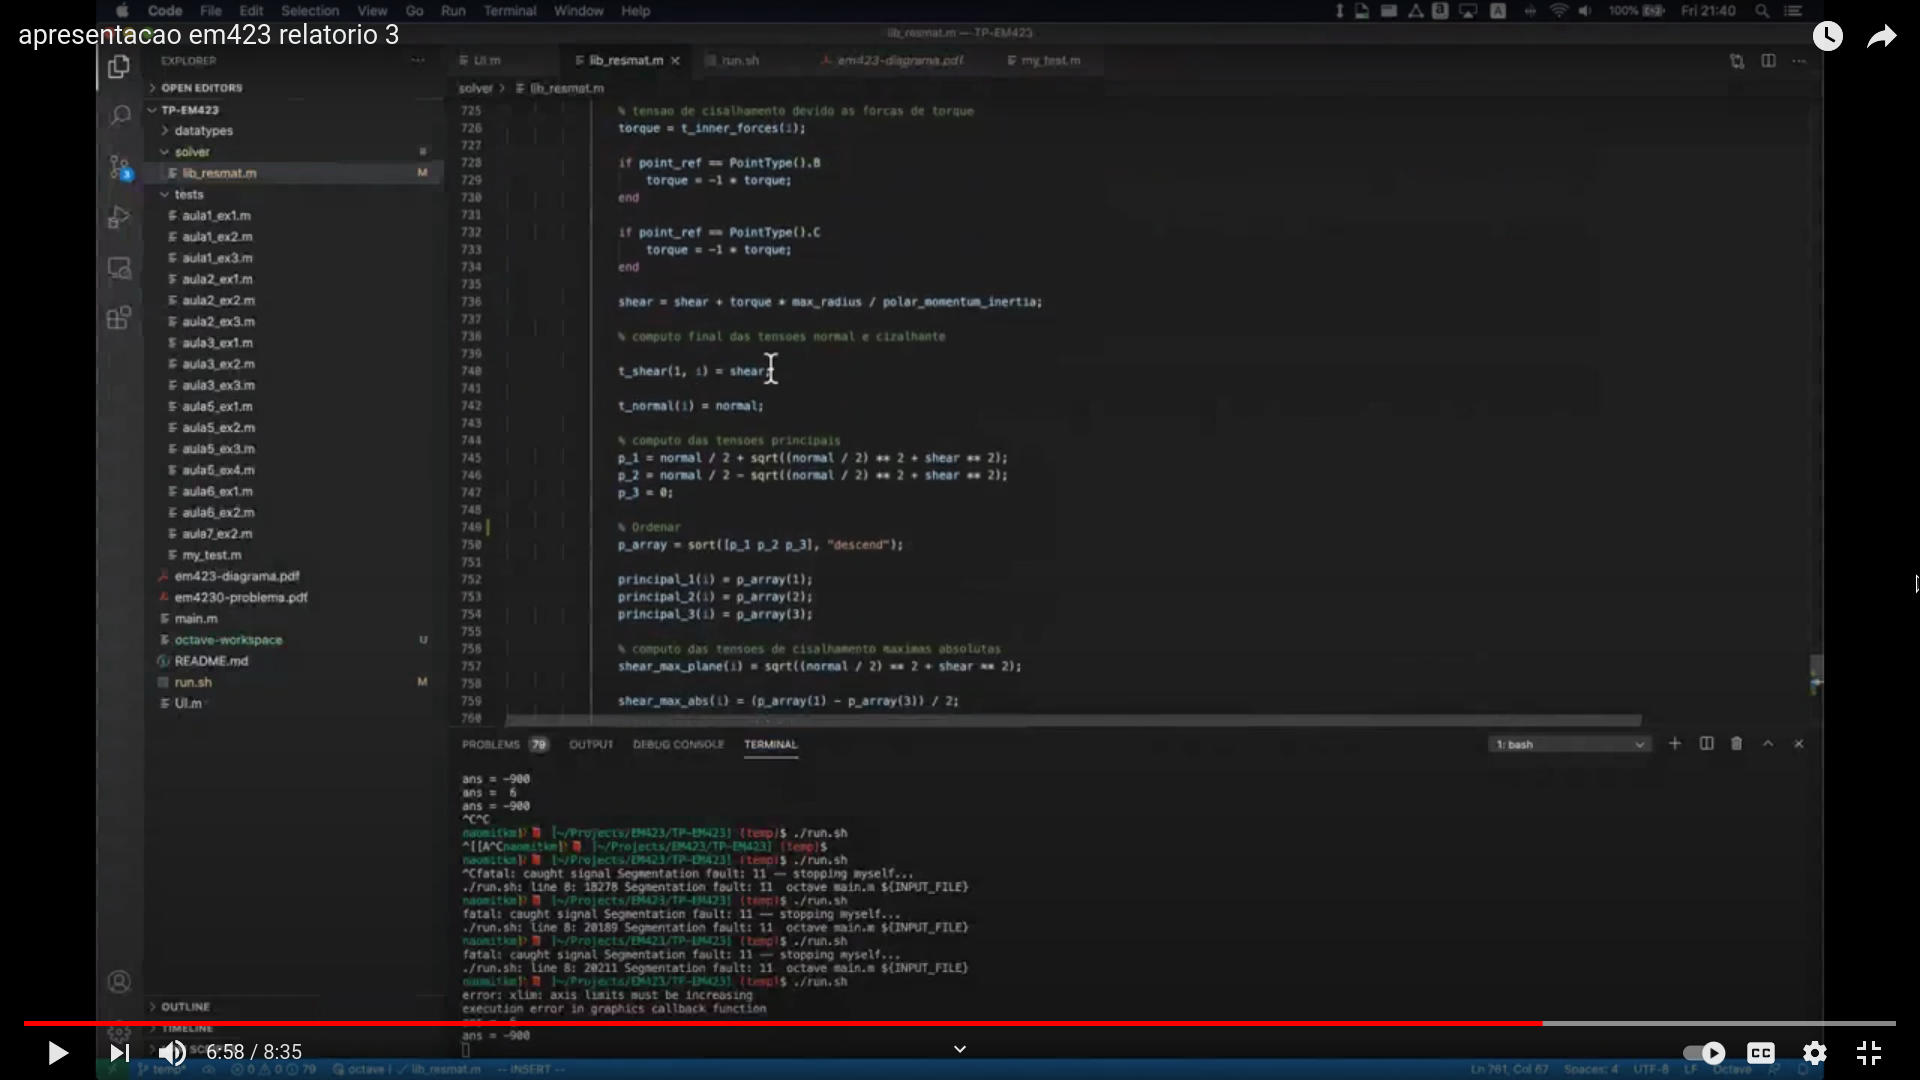 Code File Edit Selection View Go Run Terminal Window Help
100% Fri 21:40
apresentacao em423 relatorio 3
lib_resmat.m — TP-EM423
EXPLORER
UI.m
lib_resmat.m
run.sh
em423-diagrama.pdf
my_test.m
solver > lib_resmat.m
OPEN EDITORS
TP-EM423
datatypes
solver
lib_resmat.m M
tests
aula1_ex1.m
aula1_ex2.m
aula1_ex3.m
aula2_ex1.m
aula2_ex2.m
aula2_ex3.m
aula3_ex1.m
aula3_ex2.m
aula3_ex3.m
aula5_ex1.m
aula5_ex2.m
aula5_ex3.m
aula5_ex4.m
aula6_ex1.m
aula6_ex2.m
aula7_ex2.m
my_test.m
em423-diagrama.pdf
em4230-problema.pdf
main.m
octave-workspace U
README.md
run.sh M
UI.m
OUTLINE
TIMELINE
725 % tensao de cisalhamento devido as forcas de torque
726 torque = t_inner_forces(i);
727
728 if point_ref == PointType().B
729 torque = -1 * torque;
730 end
731
732 if point_ref == PointType().C
733 torque = -1 * torque;
734 end
735
736 shear = shear + torque * max_radius / polar_momentum_inertia;
737
738 % computo final das tensoes normal e cizalhante
739
740 t_shear(1, i) = shear;
741
742 t_normal(i) = normal;
743
744 % computo das tensoes principais
745 p_1 = normal / 2 + sqrt((normal / 2) ** 2 + shear ** 2);
746 p_2 = normal / 2 - sqrt((normal / 2) ** 2 + shear ** 2);
747 p_3 = 0;
748
749 % Ordenar
750 p_array = sort([p_1 p_2 p_3], "descend");
751
752 principal_1(i) = p_array(1);
753 principal_2(i) = p_array(2);
754 principal_3(i) = p_array(3);
755
756 % computo das tensoes de cisalhamento maximas absolutas
757 shear_max_plane(i) = sqrt((normal / 2) ** 2 + shear ** 2);
758
759 shear_max_abs(i) = (p_array(1) - p_array(3)) / 2;
760
PROBLEMS 79 OUTPUT DEBUG CONSOLE TERMINAL 1: bash
ans = -900
ans = 6
ans = -900
^C^C
naomitkm [~/Projects/EM423/TP-EM423] (temp)$ ./run.sh
^[[A^Cnaomitkm [~/Projects/EM423/TP-EM423] (temp)$
naomitkm [~/Projects/EM423/TP-EM423] (temp)$ ./run.sh
^Cfatal: caught signal Segmentation fault: 11 -- stopping myself...
./run.sh: line 8: 18278 Segmentation fault: 11 octave main.m ${INPUT_FILE}
naomitkm [~/Projects/EM423/TP-EM423] (temp)$ ./run.sh
fatal: caught signal Segmentation fault: 11 -- stopping myself...
./run.sh: line 8: 20189 Segmentation fault: 11 octave main.m ${INPUT_FILE}
naomitkm [~/Projects/EM423/TP-EM423] (temp)$ ./run.sh
fatal: caught signal Segmentation fault: 11 -- stopping myself...
./run.sh: line 8: 20211 Segmentation fault: 11 octave main.m ${INPUT_FILE}
naomitkm [~/Projects/EM423/TP-EM423] (temp)$ ./run.sh
error: xlim: axis limits must be increasing
execution error in graphics callback function
ans = 6
ans = -900
6:58 / 8:35
CC
temp* 0 0 79 octave lib_resmat.m -- INSERT --
Ln 761, Col 67 Spaces: 4 UTF-8 LF Octave